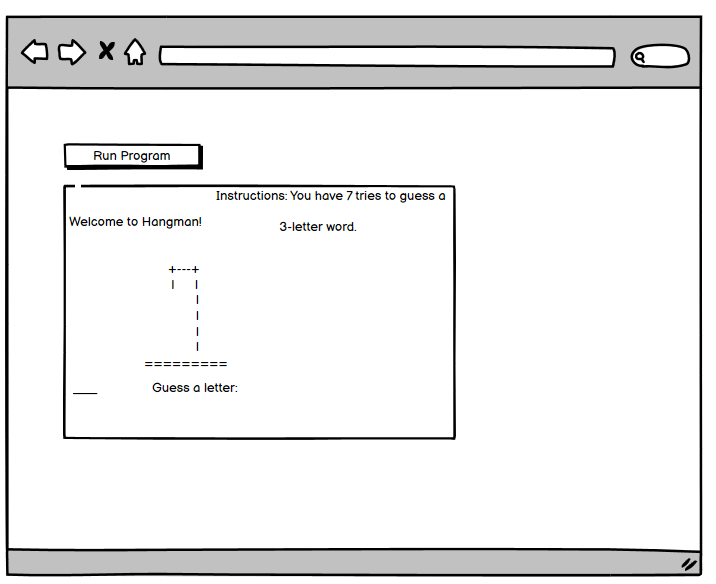 Run Program
Instructions: You have 7 tries to guess a
Welcome to Hangman!
3-letter word.
+---+
|   |
    |
    |
    |
    |
=========
___ Guess a letter: